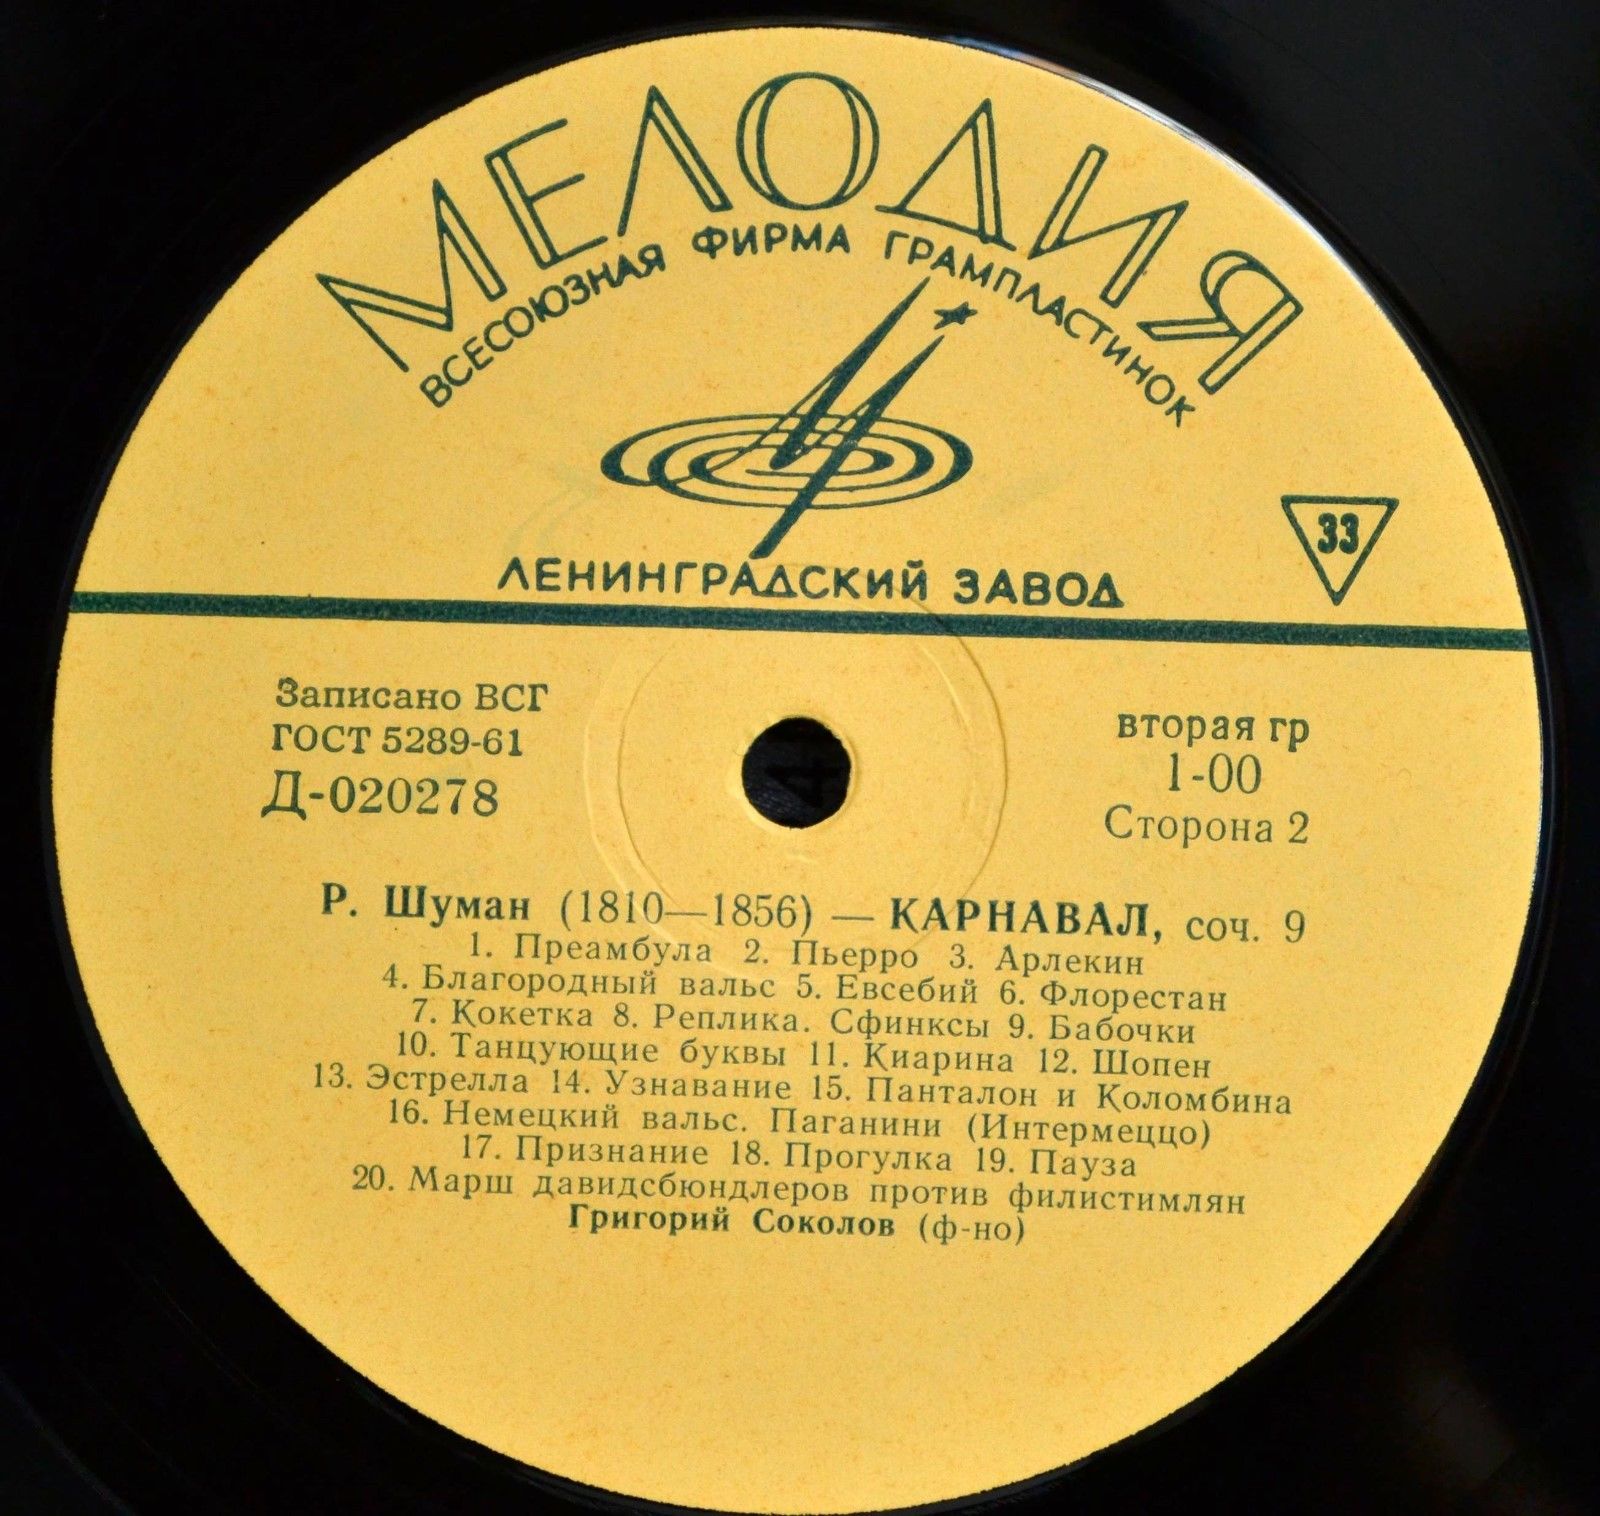 МЕЛОДИЯ
ВСЕСОЮЗНАЯ ФИРМА ГРАМПЛАСТИНОК
33
ЛЕНИНГРАДСКИЙ ЗАВОД
Записано ВСГ
ГОСТ 5289-61
Д-020278
вторая гр
1-00
Сторона 2
Р. Шуман (1810—1856) — КАРНАВАЛ, соч. 9
1. Преамбула 2. Пьерро 3. Арлекин
4. Благородный вальс 5. Евсебий 6. Флорестан
7. Кокетка 8. Реплика. Сфинксы 9. Бабочки
10. Танцующие буквы 11. Киарина 12. Шопен
13. Эстрелла 14. Узнавание 15. Панталон и Коломбина
16. Немецкий вальс. Паганини (Интермеццо)
17. Признание 18. Прогулка 19. Пауза
20. Марш давидсбюндлеров против филистимлян
Григорий Соколов (ф-но)